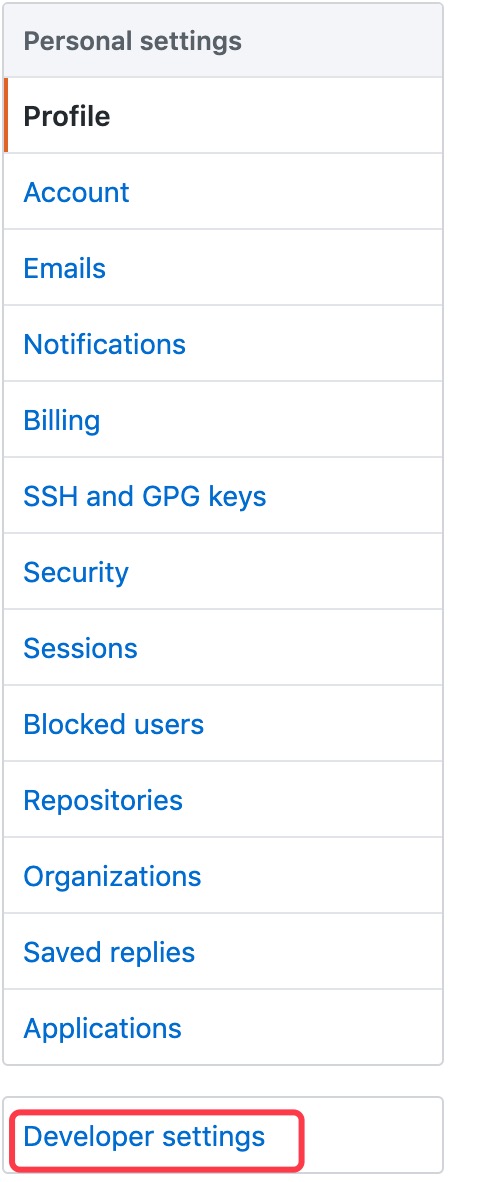 Personal settings
Profile
Account
Emails
Notifications
Billing
SSH and GPG keys
Security
Sessions
Blocked users
Repositories
Organizations
Saved replies
Applications
Developer settings